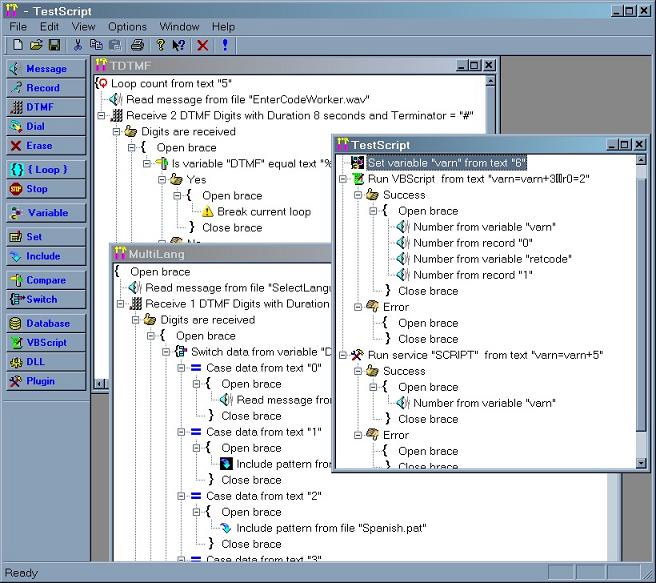 - TestScript
File Edit View Options Window Help
Message
Record
DTMF
Dial
Erase
{ Loop }
Stop
Variable
Set
Include
Compare
Switch
Database
VBScript
DLL
Plugin
TDTMF
Loop count from text "5"
Read message from file "EnterCodeWorker.wav"
Receive 2 DTMF Digits with Duration 8 seconds and Terminator = "#"
Digits are received
Open brace
Is variable "DTMF" equal text "%
Yes
Open brace
Break current loop
Close brace
No
MultiLang
Open brace
Read message from file "SelectLangu
Receive 1 DTMF Digits with Duration
Digits are received
Open brace
Switch data from variable "D
Case data from text "0"
Open brace
Read message from
Close brace
Case data from text "1"
Open brace
Include pattern from
Close brace
Case data from text "2"
Open brace
Include pattern from file "Spanish.pat"
Close brace
Case data from text "3"
TestScript
Set variable "varn" from text "6"
Run VBScript from text "varn=varn+3▯▯r0=2"
Success
Open brace
Number from variable "varn"
Number from record "0"
Number from variable "retcode"
Number from record "1"
Close brace
Error
Open brace
Close brace
Run service "SCRIPT" from text "varn=varn+5"
Success
Open brace
Number from variable "varn"
Close brace
Error
Open brace
Close brace
Ready